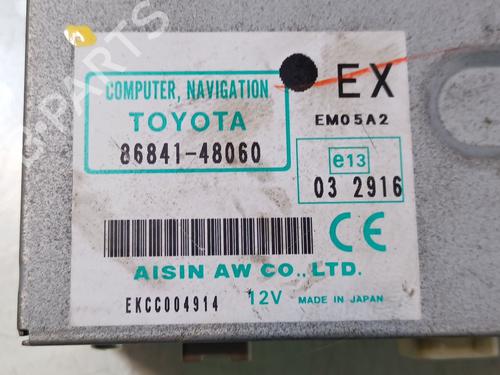 COMPUTER, NAVIGATION
TOYOTA
86841-48060
EX
EM05A2
e13
03 2916
CE
AISIN AW CO., LTD.
EKCC004914
12V
MADE IN JAPAN
PARTS